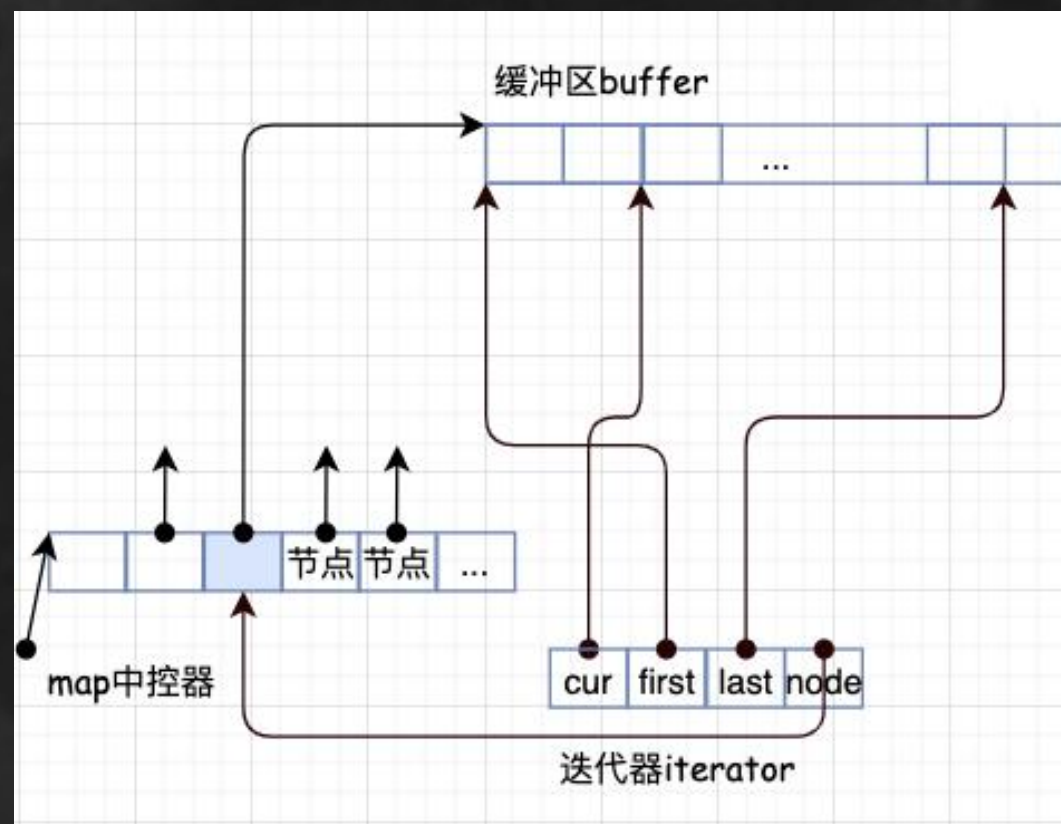 缓冲区buffer
...
节点 节点 ...
map中控器
cur first last node
迭代器iterator